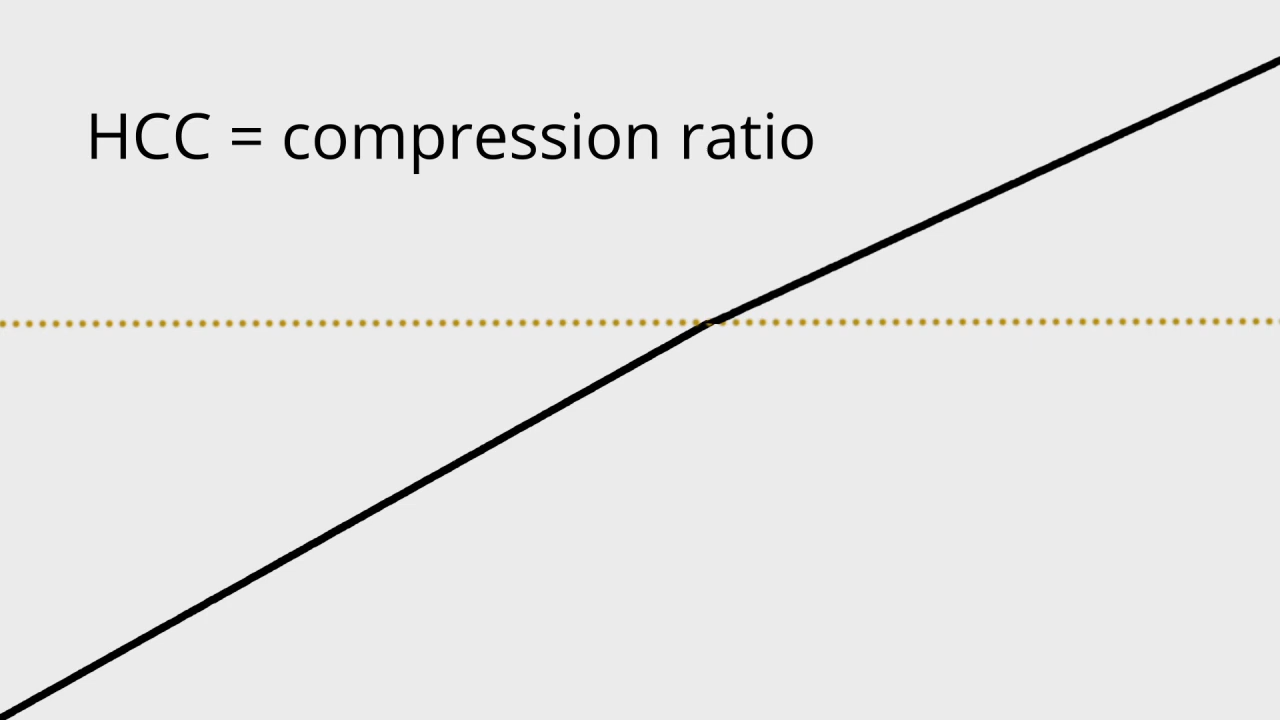 HCC = compression ratio